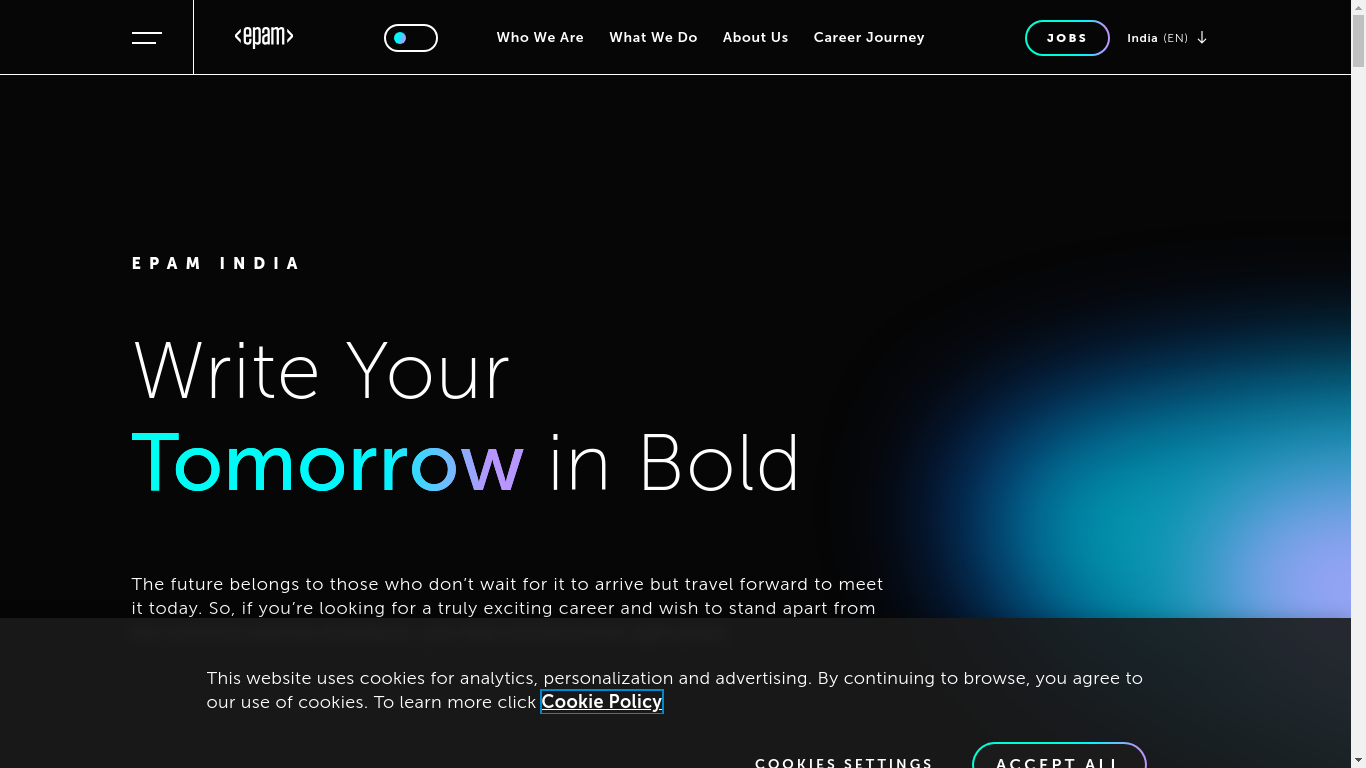 <epam>
Who We Are
What We Do
About Us
Career Journey
JOBS
India (EN)
EPAM INDIA
Write Your
Tomorrow in Bold
The future belongs to those who don’t wait for it to arrive but travel forward to meet
it today. So, if you’re looking for a truly exciting career and wish to stand apart from
This website uses cookies for analytics, personalization and advertising. By continuing to browse, you agree to
our use of cookies. To learn more click Cookie Policy
COOKIES SETTINGS
ACCEPT ALL